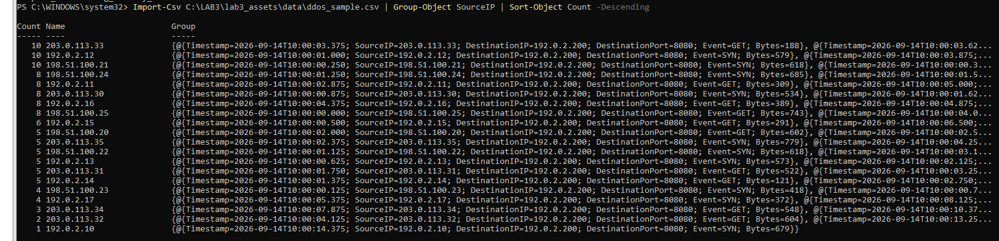 PS C:\WINDOWS\system32> Import-Csv C:\LAB3\lab3_assets\data\ddos_sample.csv | Group-Object SourceIP | Sort-Object Count -Descending
Count Name Group
----- ---- -----
10 203.0.113.33 {@{Timestamp=2026-09-14T10:00:03.375; SourceIP=203.0.113.33; DestinationIP=192.0.2.200; DestinationPort=8080; Event=GET; Bytes=188}, @{Timestamp=2026-09-14T10:00:03.62...
10 192.0.2.12 {@{Timestamp=2026-09-14T10:00:01.000; SourceIP=192.0.2.12; DestinationIP=192.0.2.200; DestinationPort=8080; Event=SYN; Bytes=579}, @{Timestamp=2026-09-14T10:00:03.875;...
10 198.51.100.21 {@{Timestamp=2026-09-14T10:00:00.250; SourceIP=198.51.100.21; DestinationIP=192.0.2.200; DestinationPort=8080; Event=SYN; Bytes=618}, @{Timestamp=2026-09-14T10:00:00.3...
8 198.51.100.24 {@{Timestamp=2026-09-14T10:00:01.250; SourceIP=198.51.100.24; DestinationIP=192.0.2.200; DestinationPort=8080; Event=SYN; Bytes=685}, @{Timestamp=2026-09-14T10:00:01.5...
8 192.0.2.11 {@{Timestamp=2026-09-14T10:00:02.875; SourceIP=192.0.2.11; DestinationIP=192.0.2.200; DestinationPort=8080; Event=GET; Bytes=309}, @{Timestamp=2026-09-14T10:00:05.000;...
8 203.0.113.30 {@{Timestamp=2026-09-14T10:00:00.875; SourceIP=203.0.113.30; DestinationIP=192.0.2.200; DestinationPort=8080; Event=SYN; Bytes=534}, @{Timestamp=2026-09-14T10:00:01.62...
8 192.0.2.16 {@{Timestamp=2026-09-14T10:00:04.375; SourceIP=192.0.2.16; DestinationIP=192.0.2.200; DestinationPort=8080; Event=GET; Bytes=389}, @{Timestamp=2026-09-14T10:00:04.875;...
8 198.51.100.25 {@{Timestamp=2026-09-14T10:00:00.000; SourceIP=198.51.100.25; DestinationIP=192.0.2.200; DestinationPort=8080; Event=GET; Bytes=743}, @{Timestamp=2026-09-14T10:00:04.0...
6 192.0.2.15 {@{Timestamp=2026-09-14T10:00:00.500; SourceIP=192.0.2.15; DestinationIP=192.0.2.200; DestinationPort=8080; Event=GET; Bytes=291}, @{Timestamp=2026-09-14T10:00:06.500;...
5 198.51.100.20 {@{Timestamp=2026-09-14T10:00:02.000; SourceIP=198.51.100.20; DestinationIP=192.0.2.200; DestinationPort=8080; Event=GET; Bytes=602}, @{Timestamp=2026-09-14T10:00:02.5...
5 203.0.113.35 {@{Timestamp=2026-09-14T10:00:02.375; SourceIP=203.0.113.35; DestinationIP=192.0.2.200; DestinationPort=8080; Event=SYN; Bytes=779}, @{Timestamp=2026-09-14T10:00:04.25...
5 198.51.100.22 {@{Timestamp=2026-09-14T10:00:01.125; SourceIP=198.51.100.22; DestinationIP=192.0.2.200; DestinationPort=8080; Event=SYN; Bytes=618}, @{Timestamp=2026-09-14T10:00:03.1...
5 192.0.2.13 {@{Timestamp=2026-09-14T10:00:00.625; SourceIP=192.0.2.13; DestinationIP=192.0.2.200; DestinationPort=8080; Event=SYN; Bytes=573}, @{Timestamp=2026-09-14T10:00:02.125;...
5 203.0.113.31 {@{Timestamp=2026-09-14T10:00:01.750; SourceIP=203.0.113.31; DestinationIP=192.0.2.200; DestinationPort=8080; Event=GET; Bytes=522}, @{Timestamp=2026-09-14T10:00:03.25...
5 192.0.2.14 {@{Timestamp=2026-09-14T10:00:01.375; SourceIP=192.0.2.14; DestinationIP=192.0.2.200; DestinationPort=8080; Event=GET; Bytes=121}, @{Timestamp=2026-09-14T10:00:02.750;...
4 198.51.100.23 {@{Timestamp=2026-09-14T10:00:00.125; SourceIP=198.51.100.23; DestinationIP=192.0.2.200; DestinationPort=8080; Event=SYN; Bytes=418}, @{Timestamp=2026-09-14T10:00:00.7...
4 192.0.2.17 {@{Timestamp=2026-09-14T10:00:05.375; SourceIP=192.0.2.17; DestinationIP=192.0.2.200; DestinationPort=8080; Event=SYN; Bytes=372}, @{Timestamp=2026-09-14T10:00:08.125;...
3 203.0.113.34 {@{Timestamp=2026-09-14T10:00:07.875; SourceIP=203.0.113.34; DestinationIP=192.0.2.200; DestinationPort=8080; Event=GET; Bytes=548}, @{Timestamp=2026-09-14T10:00:10.37...
2 203.0.113.32 {@{Timestamp=2026-09-14T10:00:04.125; SourceIP=203.0.113.32; DestinationIP=192.0.2.200; DestinationPort=8080; Event=GET; Bytes=604}, @{Timestamp=2026-09-14T10:00:13.25...
1 192.0.2.10 {@{Timestamp=2026-09-14T10:00:14.375; SourceIP=192.0.2.10; DestinationIP=192.0.2.200; DestinationPort=8080; Event=SYN; Bytes=679}}